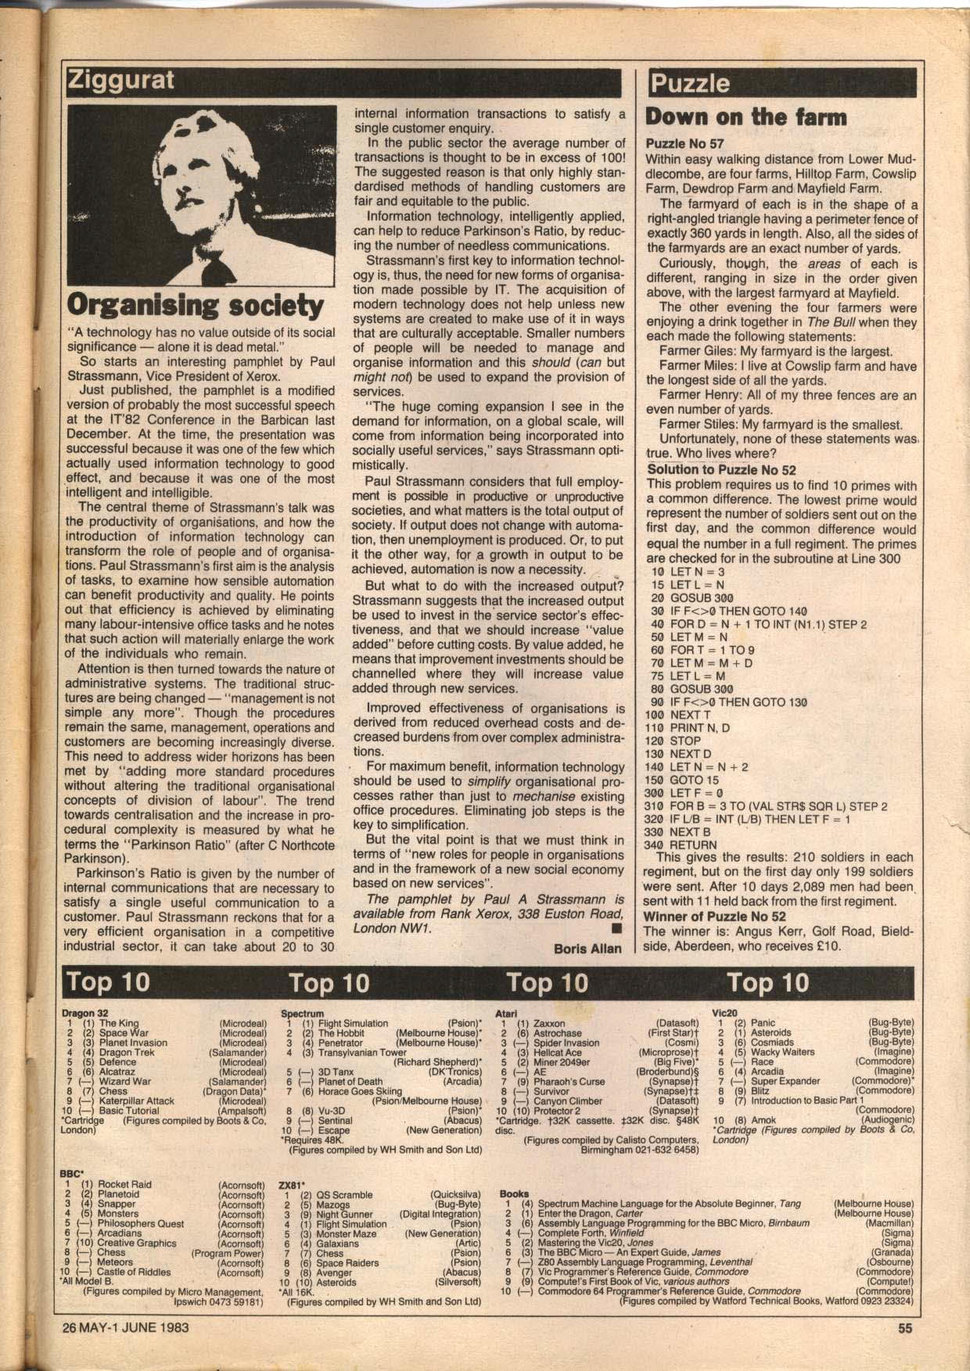 Ziggurat
Organising society
"A technology has no value outside of its social
significance — alone it is dead metal."
So starts an interesting pamphlet by Paul
Strassmann, Vice President of Xerox.
Just published, the pamphlet is a modified
version of probably the most successful speech
at the IT'82 Conference in the Barbican last
December. At the time, the presentation was
successful because it was one of the few which
actually used information technology to good
effect, and because it was one of the most
intelligent and intelligible.
The central theme of Strassmann's talk was
the productivity of organisations, and how the
introduction of information technology can
transform the role of people and of organisa-
tions. Paul Strassmann's first aim is the analysis
of tasks, to examine how sensible automation
can benefit productivity and quality. He points
out that efficiency is achieved by eliminating
many labour-intensive office tasks and he notes
that such action will materially enlarge the work
of the individuals who remain.
Attention is then turned towards the nature of
administrative systems. The traditional struc-
tures are being changed — "management is not
simple any more". Though the procedures
remain the same, management, operations and
customers are becoming increasingly diverse.
This need to address wider horizons has been
met by "adding more standard procedures
without altering the traditional organisational
concepts of division of labour". The trend
towards centralisation and the increase in pro-
cedural complexity is measured by what he
terms the "Parkinson Ratio" (after C Northcote
Parkinson).
Parkinson's Ratio is given by the number of
internal communications that are necessary to
satisfy a single useful communication to a
customer. Paul Strassmann reckons that for a
very efficient organisation in a competitive
industrial sector, it can take about 20 to 30
internal information transactions to satisfy a
single customer enquiry.
In the public sector the average number of
transactions is thought to be in excess of 100!
The suggested reason is that only highly stan-
dardised methods of handling customers are
fair and equitable to the public.
Information technology, intelligently applied,
can help to reduce Parkinson's Ratio, by reduc-
ing the number of needless communications.
Strassmann's first key to information technol-
ogy is, thus, the need for new forms of organisa-
tion made possible by IT. The acquisition of
modern technology does not help unless new
systems are created to make use of it in ways
that are culturally acceptable. Smaller numbers
of people will be needed to manage and
organise information and this should (can but
might not) be used to expand the provision of
services.
"The huge coming expansion I see in the
demand for information, on a global scale, will
come from information being incorporated into
socially useful services," says Strassmann opti-
mistically.
Paul Strassmann considers that full employ-
ment is possible in productive or unproductive
societies, and what matters is the total output of
society. If output does not change with automa-
tion, then unemployment is produced. Or, to put
it the other way, for a growth in output to be
achieved, automation is now a necessity.
But what to do with the increased output?
Strassmann suggests that the increased output
be used to invest in the service sector's effec-
tiveness, and that we should increase "value
added" before cutting costs. By value added, he
means that improvement investments should be
channelled where they will increase value
added through new services.
Improved effectiveness of organisations is
derived from reduced overhead costs and de-
creased burdens from over complex administra-
tions.
For maximum benefit, information technology
should be used to simplify organisational pro-
cesses rather than just to mechanise existing
office procedures. Eliminating job steps is the
key to simplification.
But the vital point is that we must think in
terms of "new roles for people in organisations
and in the framework of a new social economy
based on new services".
The pamphlet by Paul A Strassmann is
available from Rank Xerox, 338 Euston Road,
London NW1. ■
Boris Allan
Puzzle
Down on the farm
Puzzle No 57
Within easy walking distance from Lower Mud-
dlecombe, are four farms, Hilltop Farm, Cowslip
Farm, Dewdrop Farm and Mayfield Farm.
The farmyard of each is in the shape of a
right-angled triangle having a perimeter fence of
exactly 360 yards in length. Also, all the sides of
the farmyards are an exact number of yards.
Curiously, though, the areas of each is
different, ranging in size in the order given
above, with the largest farmyard at Mayfield.
The other evening the four farmers were
enjoying a drink together in The Bull when they
each made the following statements:
Farmer Giles: My farmyard is the largest.
Farmer Miles: I live at Cowslip farm and have
the longest side of all the yards.
Farmer Henry: All of my three fences are an
even number of yards.
Farmer Stiles: My farmyard is the smallest.
Unfortunately, none of these statements was
true. Who lives where?
Solution to Puzzle No 52
This problem requires us to find 10 primes with
a common difference. The lowest prime would
represent the number of soldiers sent out on the
first day, and the common difference would
equal the number in a full regiment. The primes
are checked for in the subroutine at Line 300
10 LET N = 3
15 LET L = N
20 GOSUB 300
30 IF F<>0 THEN GOTO 140
40 FOR D = N + 1 TO INT (N1.1) STEP 2
50 LET M = N
60 FOR T = 1 TO 9
70 LET M = M + D
75 LET L = M
80 GOSUB 300
90 IF F<>0 THEN GOTO 130
100 NEXT T
110 PRINT N, D
120 STOP
130 NEXT D
140 LET N = N + 2
150 GOTO 15
300 LET F = 0
310 FOR B = 3 TO (VAL STR$ SQR L) STEP 2
320 IF L/B = INT (L/B) THEN LET F = 1
330 NEXT B
340 RETURN
This gives the results: 210 soldiers in each
regiment, but on the first day only 199 soldiers
were sent. After 10 days 2,089 men had been
sent with 11 held back from the first regiment.
Winner of Puzzle No 52
The winner is: Angus Kerr, Golf Road, Bield-
side, Aberdeen, who receives £10.
Top 10
Top 10
Top 10
Top 10
Dragon 32
1 (1) The King (Microdeal)
2 (2) Space War (Microdeal)
3 (3) Planet Invasion (Microdeal)
4 (4) Dragon Trek (Salamander)
5 (5) Defence (Microdeal)
6 (6) Alcatraz (Microdeal)
7 (—) Wizard War (Salamander)
8 (7) Chess (Dragon Data)*
9 (—) Katerpillar Attack (Microdeal)
10 (—) Basic Tutorial (Ampalsoft)
*Cartridge (Figures compiled by Boots & Co,
London)
Spectrum
1 (1) Flight Simulation (Psion)*
2 (2) The Hobbit (Melbourne House)*
3 (4) Penetrator (Melbourne House)*
4 (3) Transylvanian Tower
(Richard Shepherd)*
5 (—) 3D Tanx (DK'Tronics)
6 (—) Planet of Death (Arcadia)
7 (6) Horace Goes Skiing
(Psion/Melbourne House)
8 (8) Vu-3D (Psion)*
9 (—) Sentinal (Abacus)
10 (—) Escape (New Generation)
*Requires 48K.
(Figures compiled by WH Smith and Son Ltd)
Atari
1 (1) Zaxxon (Datasoft)
2 (6) Astrochase (First Star)†
3 (—) Spider Invasion (Cosmi)
4 (3) Hellcat Ace (Microprose)†
5 (2) Miner 2049er (Big Five)*
6 (—) AE (Broderbund)§
7 (9) Pharaoh's Curse (Synapse)†
8 (—) Survivor (Synapse)†‡
9 (—) Canyon Climber (Datasoft)
10 (10) Protector 2 (Synapse)†
*Cartridge. †32K cassette. ‡32K disc. §48K
disc.
(Figures compiled by Calisto Computers,
Birmingham 021-632 6458)
Vic20
1 (2) Panic (Bug-Byte)
2 (1) Asteroids (Bug-Byte)
3 (6) Cosmiads (Bug-Byte)
4 (5) Wacky Waiters (Imagine)
5 (—) Race (Commodore)
6 (4) Arcadia (Imagine)
7 (—) Super Expander (Commodore)*
8 (9) Blitz (Commodore)
9 (7) Introduction to Basic Part 1
(Commodore)
10 (8) Amok (Audiogenic)
*Cartridge (Figures compiled by Boots & Co,
London)
BBC*
1 (1) Rocket Raid (Acornsoft)
2 (2) Planetoid (Acornsoft)
3 (4) Snapper (Acornsoft)
4 (5) Monsters (Acornsoft)
5 (—) Philosophers Quest (Acornsoft)
6 (—) Arcadians (Acornsoft)
7 (10) Creative Graphics (Acornsoft)
8 (—) Chess (Program Power)
9 (—) Meteors (Acornsoft)
10 (—) Castle of Riddles (Acornsoft)
*All Model B.
(Figures compiled by Micro Management,
Ipswich 0473 59181)
ZX81*
1 (2) QS Scramble (Quicksilva)
2 (5) Mazogs (Bug-Byte)
3 (9) Night Gunner (Digital Integration)
4 (1) Flight Simulation (Psion)
5 (3) Monster Maze (New Generation)
6 (4) Galaxians (Artic)
7 (7) Chess (Psion)
8 (6) Space Raiders (Psion)
9 (8) Avenger (Abacus)
10 (10) Asteroids (Silversoft)
*All 16K.
(Figures compiled by WH Smith and Son Ltd)
Books
1 (4) Spectrum Machine Language for the Absolute Beginner, Tang (Melbourne House)
2 (1) Enter the Dragon, Carter (Melbourne House)
3 (6) Assembly Language Programming for the BBC Micro, Birnbaum (Macmillan)
4 (—) Complete Forth, Winfield (Sigma)
5 (2) Mastering the Vic20, Jones (Sigma)
6 (3) The BBC Micro — An Expert Guide, James (Granada)
7 (—) Z80 Assembly Language Programming, Leventhal (Osbourne)
8 (7) Vic Programmer's Reference Guide, Commodore (Commodore)
9 (9) Compute!'s First Book of Vic, various authors (Compute!)
10 (—) Commodore 64 Programmer's Reference Guide, Commodore (Commodore)
(Figures compiled by Watford Technical Books, Watford 0923 23324)
26 MAY-1 JUNE 1983
55